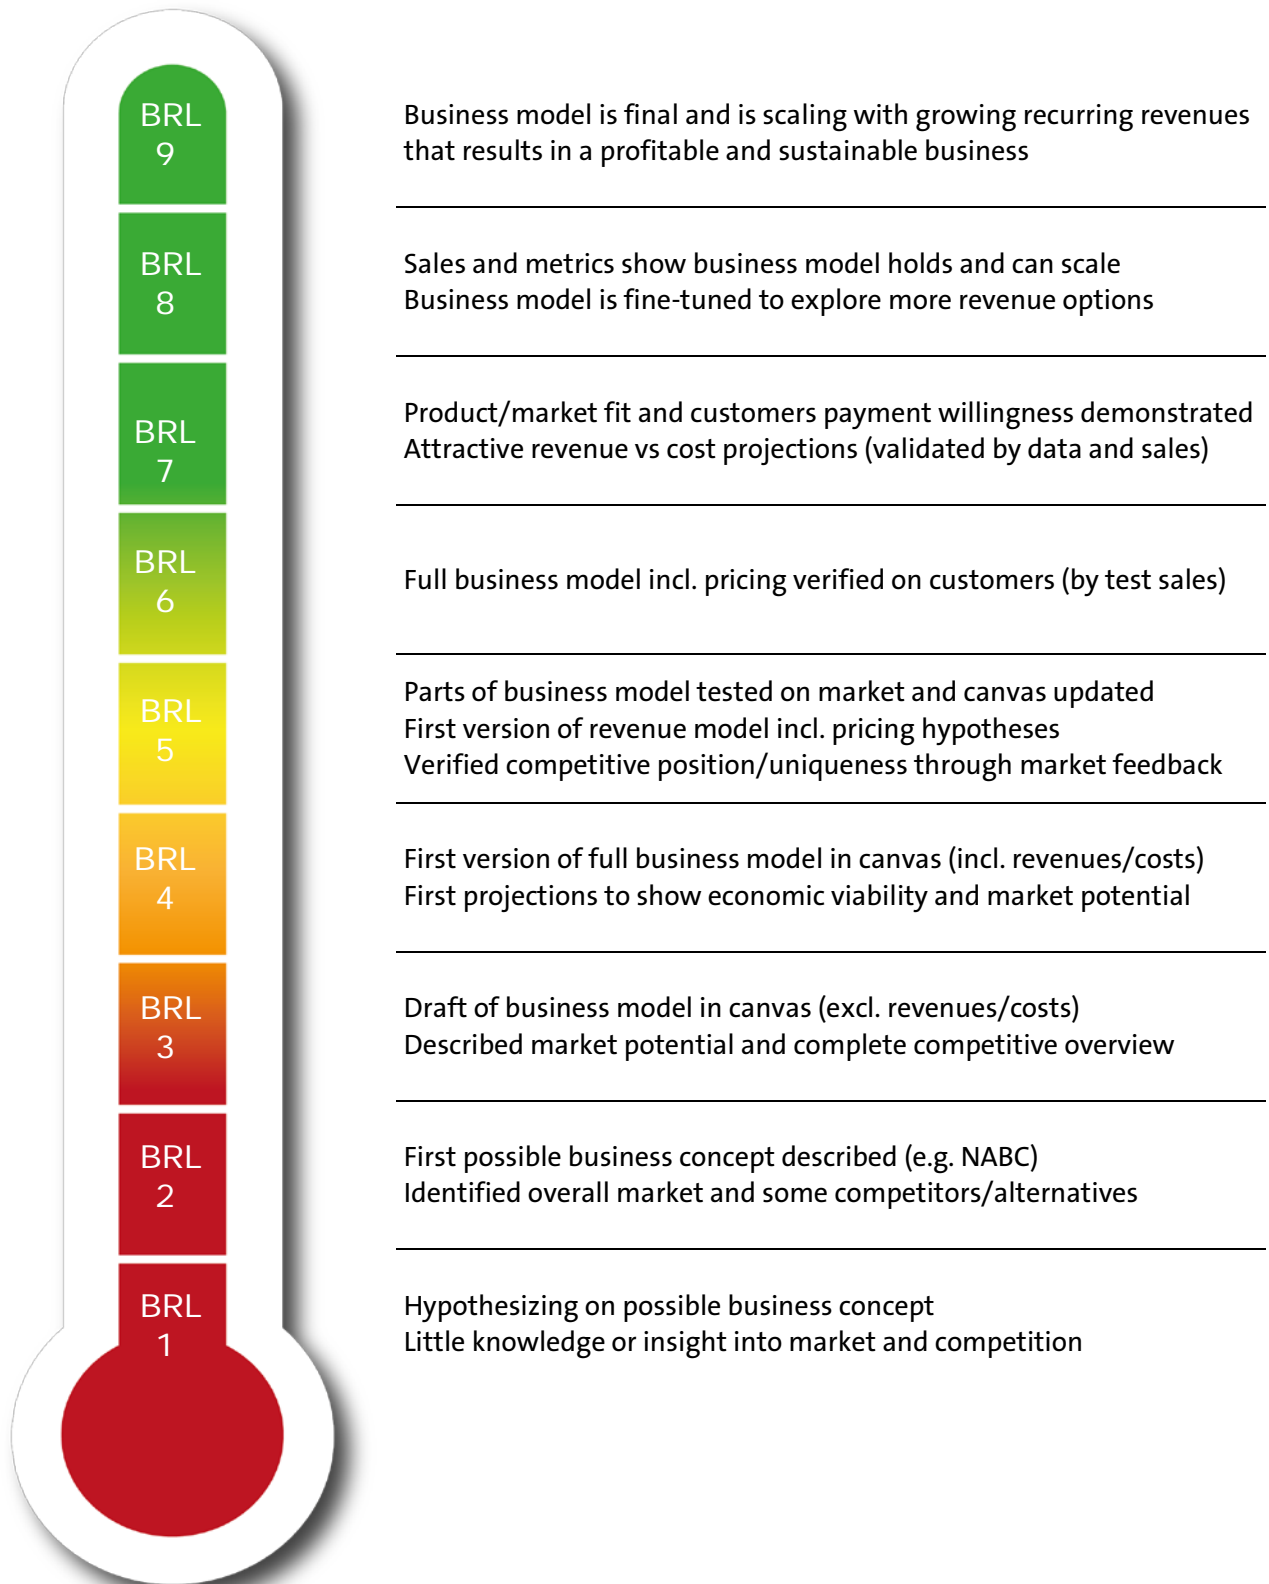 BRL
9
Business model is final and is scaling with growing recurring revenues
that results in a profitable and sustainable business
BRL
8
Sales and metrics show business model holds and can scale
Business model is fine-tuned to explore more revenue options
BRL
7
Product/market fit and customers payment willingness demonstrated
Attractive revenue vs cost projections (validated by data and sales)
BRL
6
Full business model incl. pricing verified on customers (by test sales)
BRL
5
Parts of business model tested on market and canvas updated
First version of revenue model incl. pricing hypotheses
Verified competitive position/uniqueness through market feedback
BRL
4
First version of full business model in canvas (incl. revenues/costs)
First projections to show economic viability and market potential
BRL
3
Draft of business model in canvas (excl. revenues/costs)
Described market potential and complete competitive overview
BRL
2
First possible business concept described (e.g. NABC)
Identified overall market and some competitors/alternatives
BRL
1
Hypothesizing on possible business concept
Little knowledge or insight into market and competition